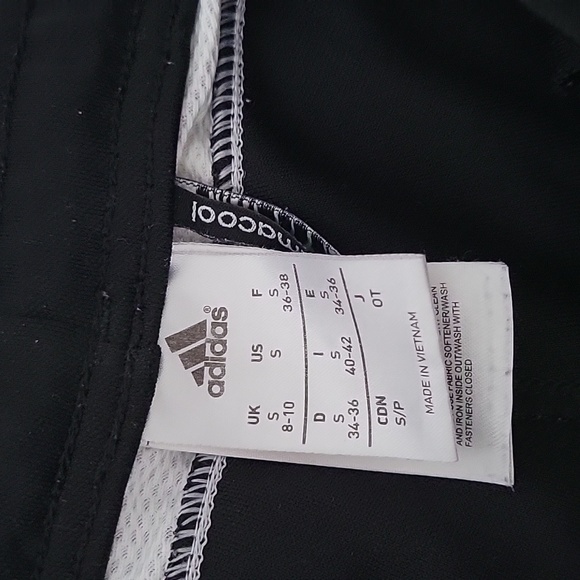 macool
adidas®
UK US F
S S S
8-10 36-38
D I E
S S S
34-36 40-42 34-36
CDN J
S/P OT
MADE IN VIETNAM
CLEAN
FABRIC SOFTENER/WASH
AND IRON INSIDE OUT/WASH WITH
FASTENERS CLOSED